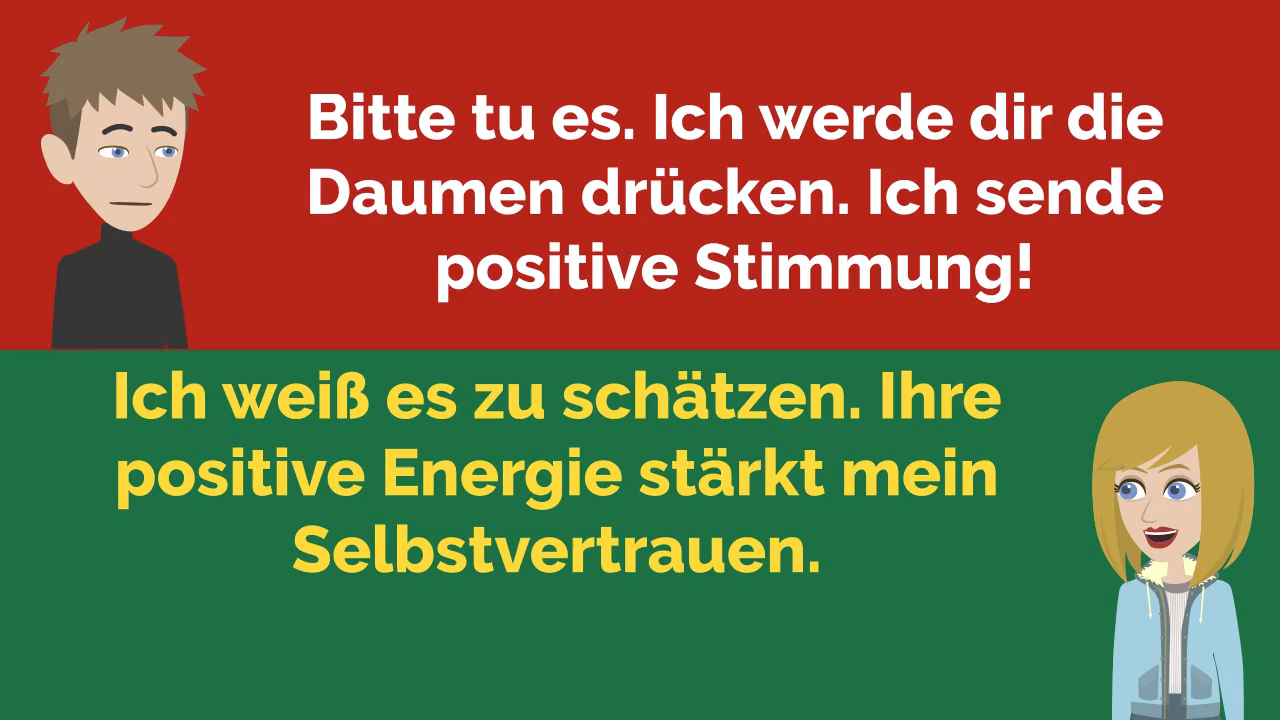 Bitte tu es. Ich werde dir die
Daumen drücken. Ich sende
positive Stimmung!
Ich weiß es zu schätzen. Ihre
positive Energie stärkt mein
Selbstvertrauen.